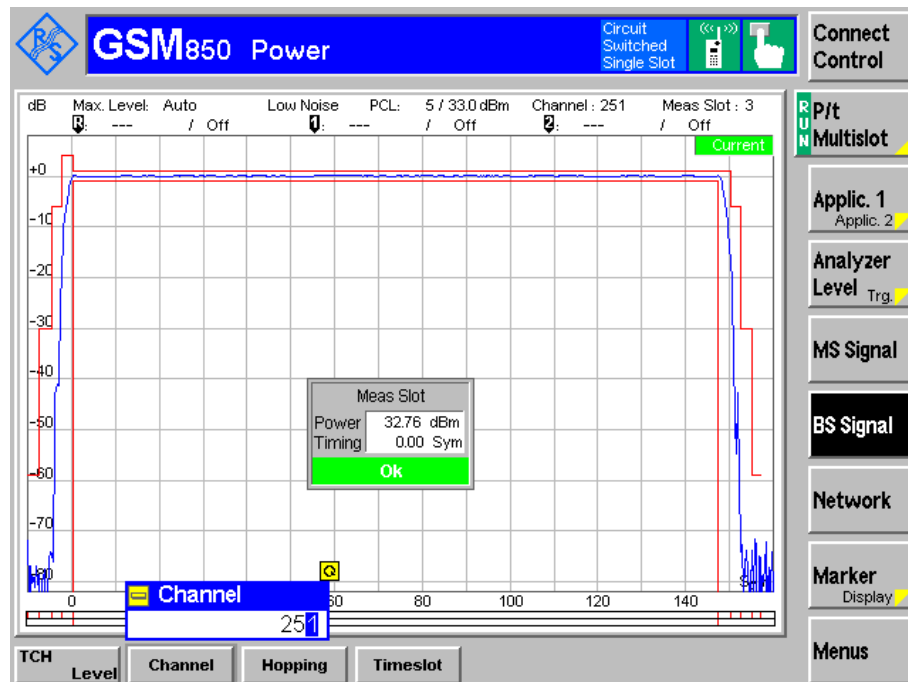 R&S
GSM850 Power
Circuit
Switched
Single Slot
Connect
Control
dB Max. Level: Auto Low Noise PCL: 5 / 33.0 dBm Channel : 251 Meas Slot : 3
R: --- / Off 1: --- / Off 2: --- / Off
Current
RUN
P/t
Multislot
Applic. 1
Applic. 2
Analyzer
Level Trg.
MS Signal
BS Signal
Network
Marker
Display
Menus
+0
-10
-20
-30
-40
-50
-60
-70
-80
Meas Slot
Power 32.76 dBm
Timing 0.00 Sym
Ok
0 80 100 120 140
Channel
251
TCH
Level
Channel
Hopping
Timeslot